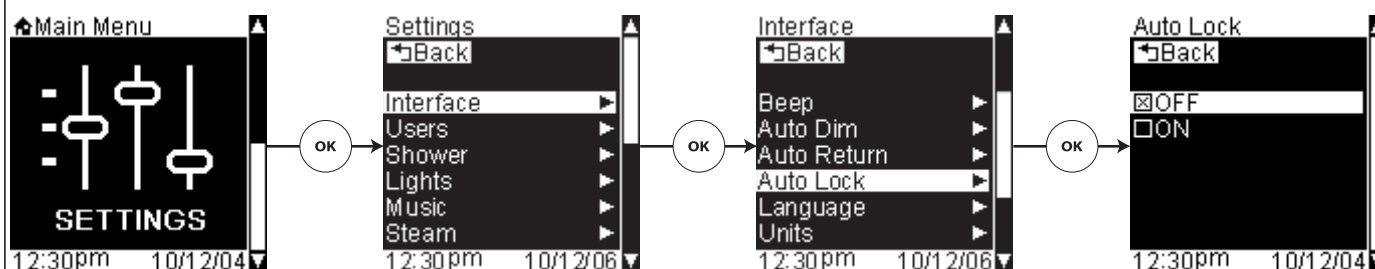 Main Menu
SETTINGS
12:30pm 10/12/04
OK
Settings
Back
Interface
Users
Shower
Lights
Music
Steam
12:30pm 10/12/06
OK
Interface
Back
Beep
Auto Dim
Auto Return
Auto Lock
Language
Units
12:30pm 10/12/06
OK
Auto Lock
Back
OFF
ON
12:30pm 10/12/04